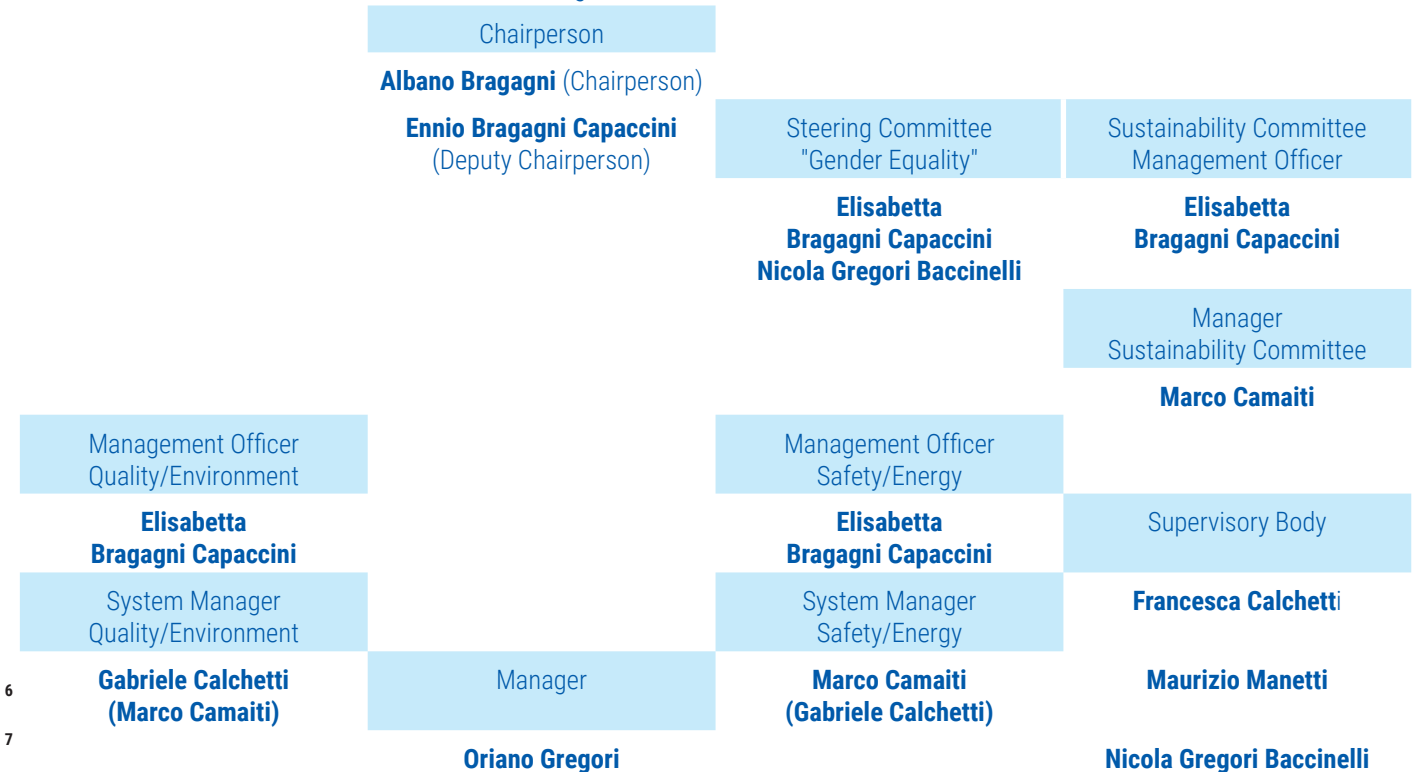 Chairperson
Albano Bragagni (Chairperson)
Ennio Bragagni Capaccini
(Deputy Chairperson)
Steering Committee
"Gender Equality"
Elisabetta
Bragagni Capaccini
Nicola Gregori Baccinelli
Sustainability Committee
Management Officer
Elisabetta
Bragagni Capaccini
Manager
Sustainability Committee
Marco Camaiti
Management Officer
Quality/Environment
Elisabetta
Bragagni Capaccini
System Manager
Quality/Environment
Gabriele Calchetti
(Marco Camaiti)
Manager
Oriano Gregori
Management Officer
Safety/Energy
Elisabetta
Bragagni Capaccini
System Manager
Safety/Energy
Marco Camaiti
(Gabriele Calchetti)
Supervisory Body
Francesca Calchetti
Maurizio Manetti
Nicola Gregori Baccinelli
6
7